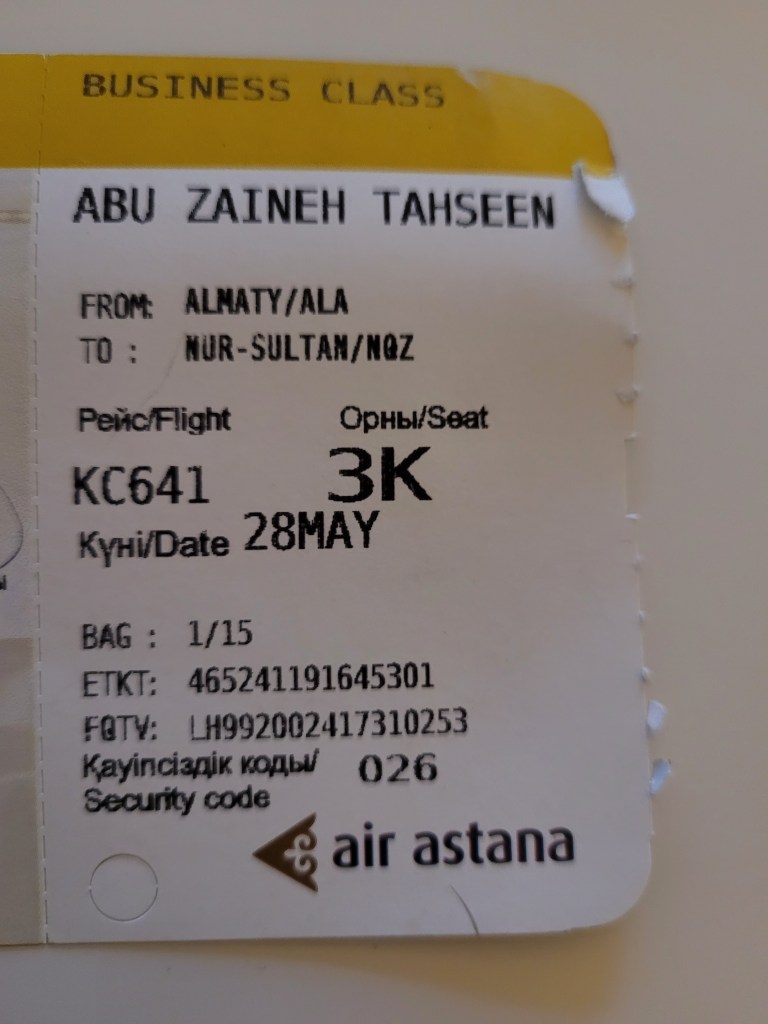 BUSINESS CLASS
ABU ZAINEH TAHSEEN
FROM: ALMATY/ALA
TO : NUR-SULTAN/NQZ
Рейс/Flight Орны/Seat
KC641 3K
Күні/Date 28MAY
BAG : 1/15
ETKT: 465241191645301
FQTV: LH992002417310253
Қауіпсіздік коды/ 026
Security code
air astana